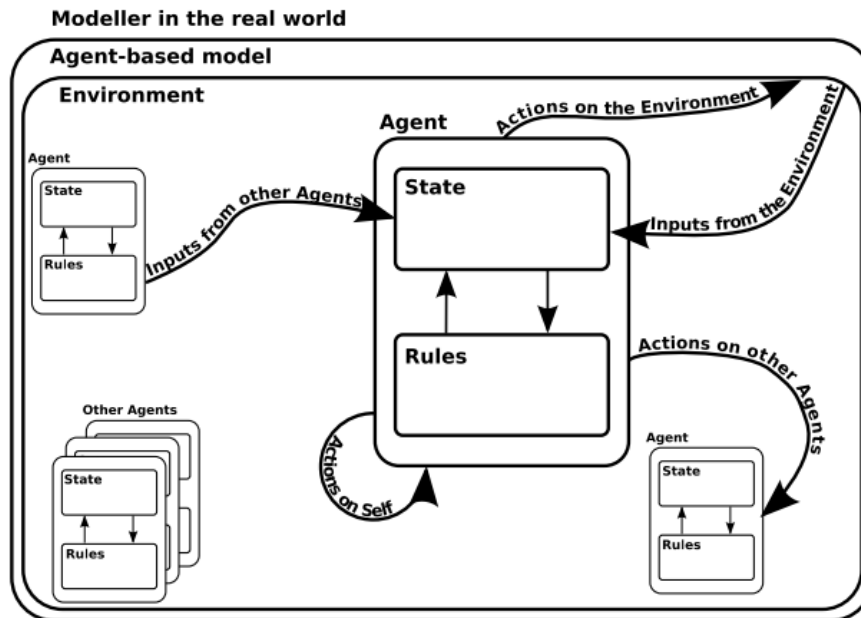 Modeller in the real world
Agent-based model
Environment
Actions on the Environment
Agent
Inputs from the Environment
Agent
State
Rules
Inputs from other Agents
State
Rules
Actions on other Agents
Actions on Self
Other Agents
State
Rules
Agent
State
Rules